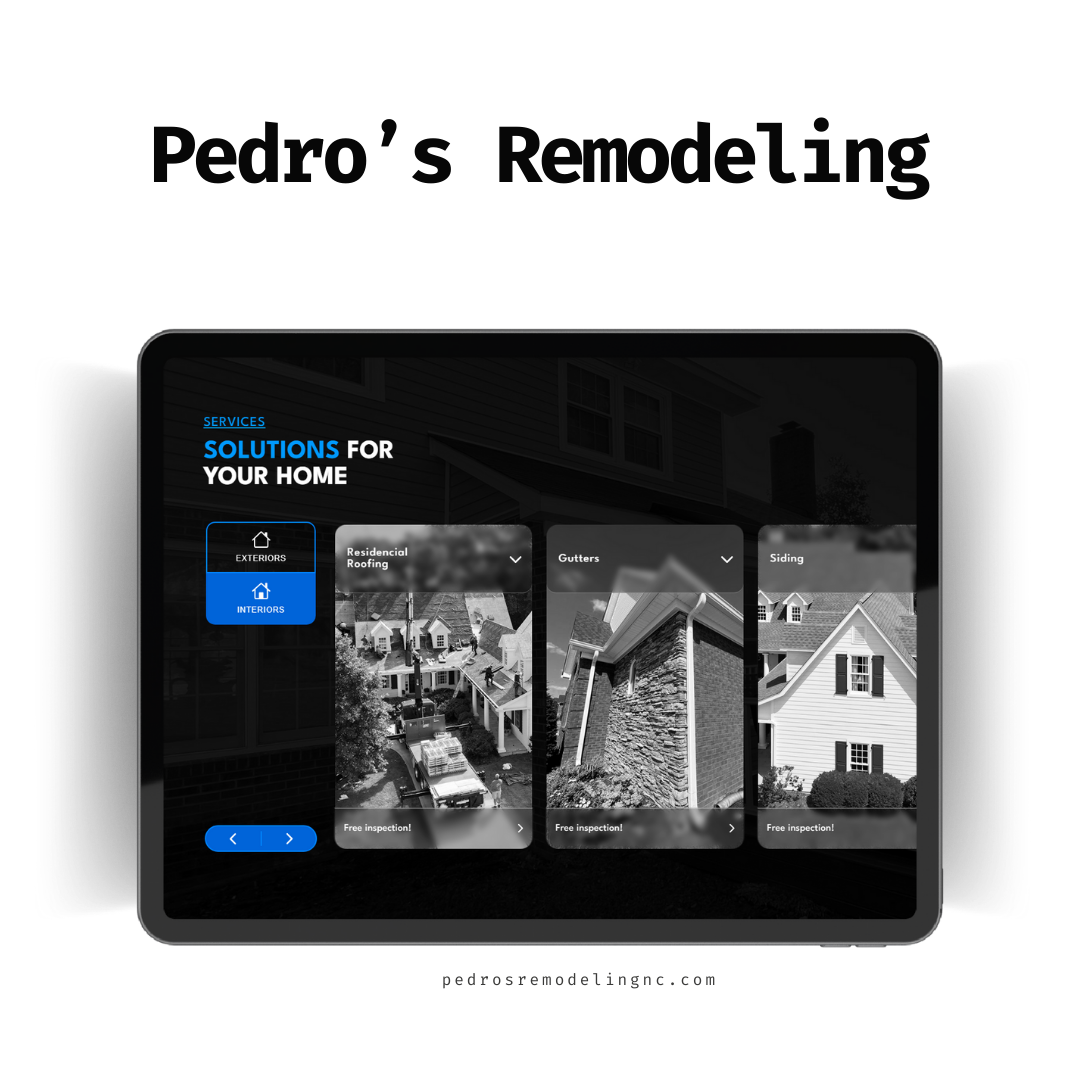 Pedro’s Remodeling
SERVICES
SOLUTIONS FOR
YOUR HOME
EXTERIORS
INTERIORS
Residencial
Roofing
Gutters
Siding
Free inspection!
Free inspection!
Free inspection!
pedrosremodelingnc.com